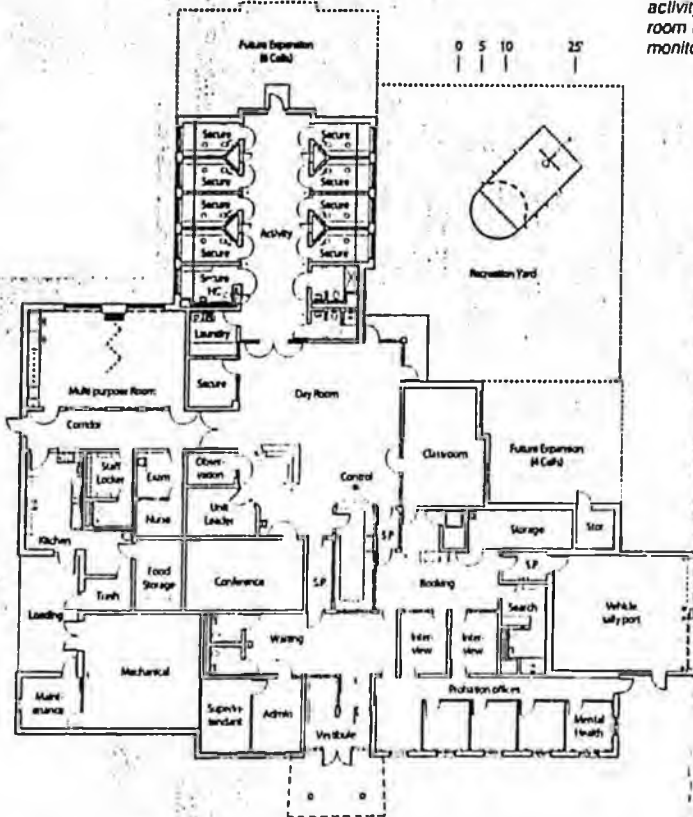 activity
room
monito
0 5 10 25'
Future Expansion
(8 Cells)
Secure
Secure
Secure
Secure
Secure
Secure
Secure
Secure
Activity
Secure
HC
Recreation Yard
Laundry
Secure
Day Room
Multi purpose Room
Corridor
Classroom
Future Expansion
(4 Cells)
Staff
Locker
Exam
Obser-
vation
Control
Unit
Leader
Nurse
Kitchen
S.P.
Storage
Stor.
Food
Storage
Conference
S.P.
Booking
S.P.
Trash
Search
Vehicle
sally port
Loading
Waiting
Inter-
view
Inter-
view
Mechanical
Maint-
enance
Probation offices
Superin-
tendant
Admin
Vestibule
Mental
Health